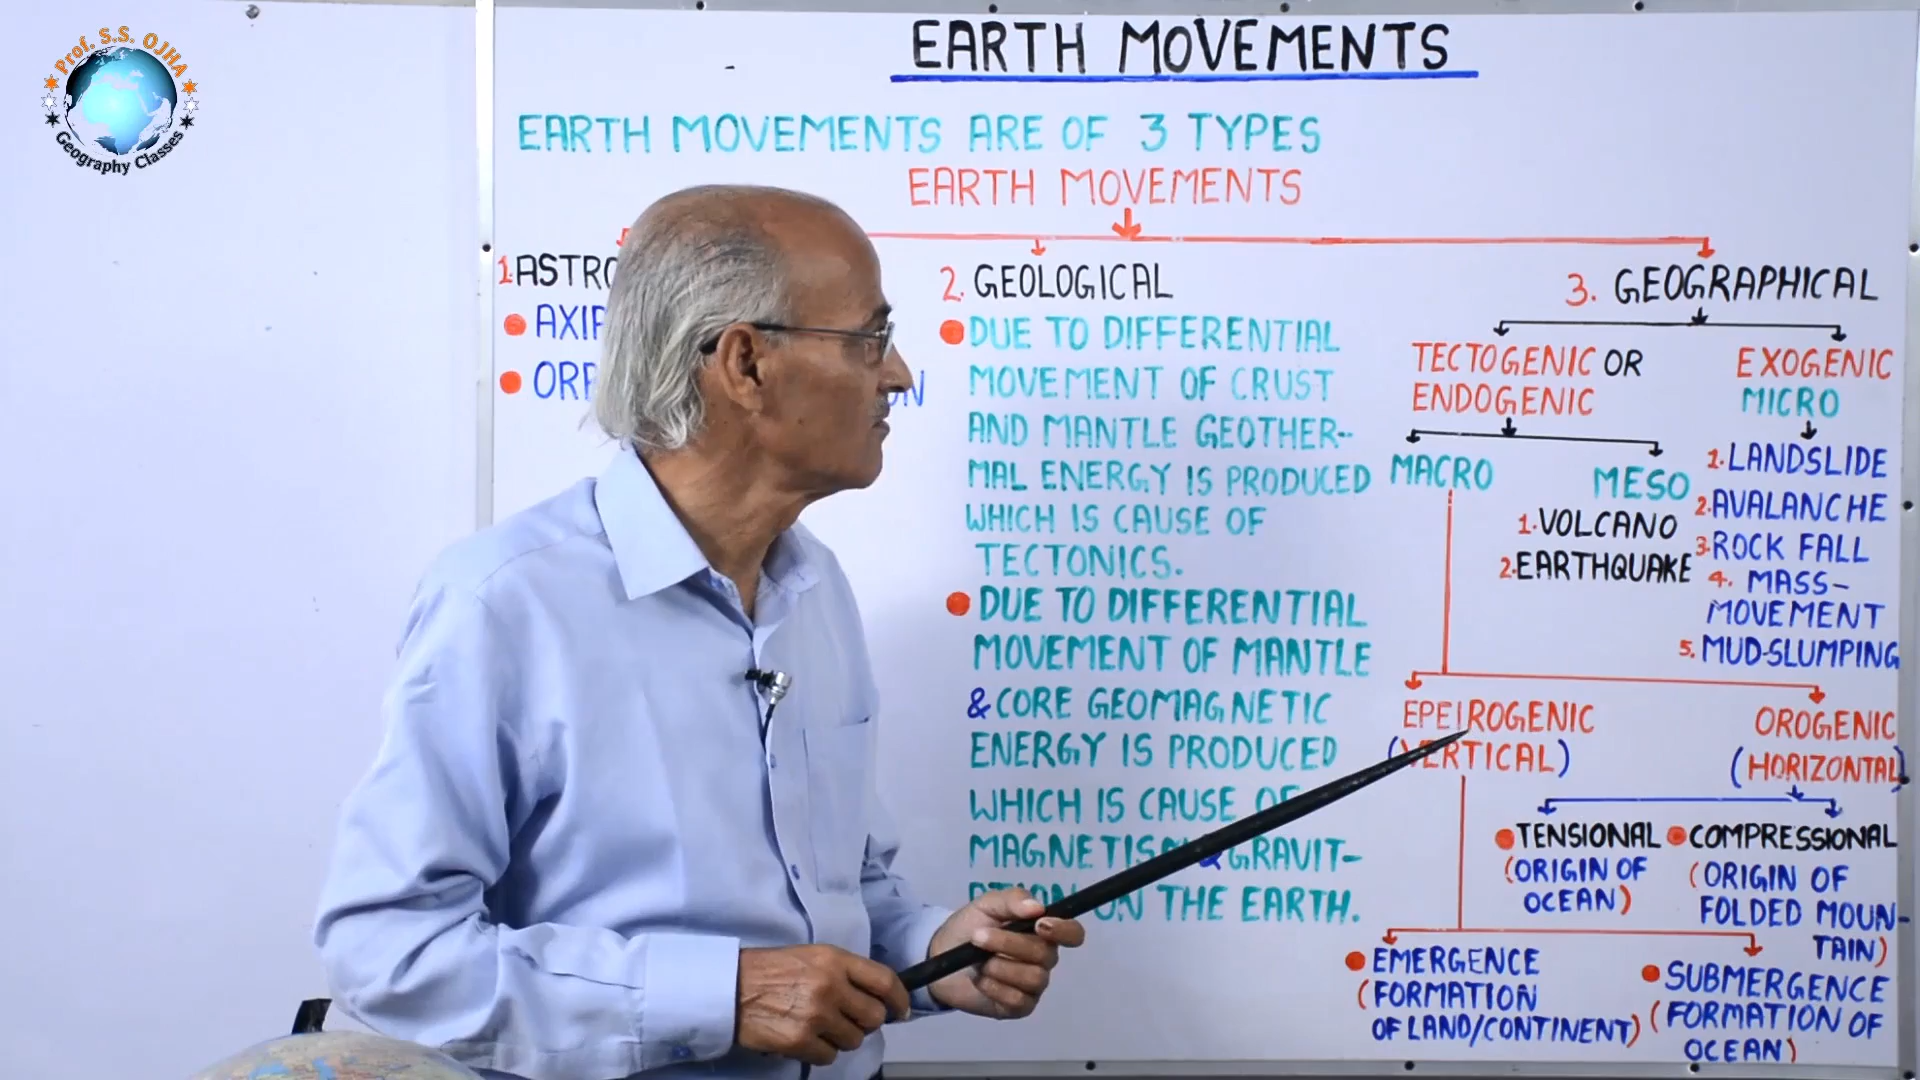 Prof. S.S. OJHA
Geography Classes
EARTH MOVEMENTS
EARTH MOVEMENTS ARE OF 3 TYPES
EARTH MOVEMENTS
2. GEOLOGICAL
DUE TO DIFFERENTIAL
MOVEMENT OF CRUST
AND MANTLE GEOTHER--
MAL ENERGY IS PRODUCED
WHICH IS CAUSE OF
TECTONICS.
DUE TO DIFFERENTIAL
MOVEMENT OF MANTLE
& CORE GEOMAGNETIC
ENERGY IS PRODUCED
WHICH IS CAUSE OF
MAGNETISM & GRAVIT-
ATION ON THE EARTH.
3. GEOGRAPHICAL
TECTOGENIC OR
ENDOGENIC
MACRO
MESO
1. VOLCANO
2. EARTHQUAKE
EXOGENIC
MICRO
1. LANDSLIDE
2. AVALANCHE
3. ROCK FALL
4. MASS-
MOVEMENT
5. MUD-SLUMPING
EPEIROGENIC
(VERTICAL)
OROGENIC
(HORIZONTAL)
TENSIONAL
(ORIGIN OF
OCEAN)
COMPRESSIONAL
(ORIGIN OF
FOLDED MOUN-
TAIN)
EMERGENCE
(FORMATION
OF LAND/CONTINENT)
SUBMERGENCE
(FORMATION OF
OCEAN)